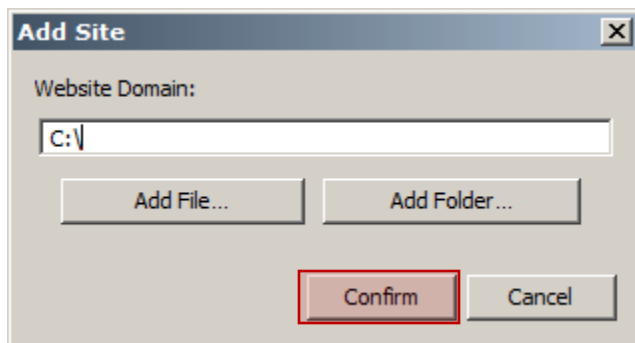 Add Site
Website Domain:
C:\
Add File... Add Folder...
Confirm Cancel